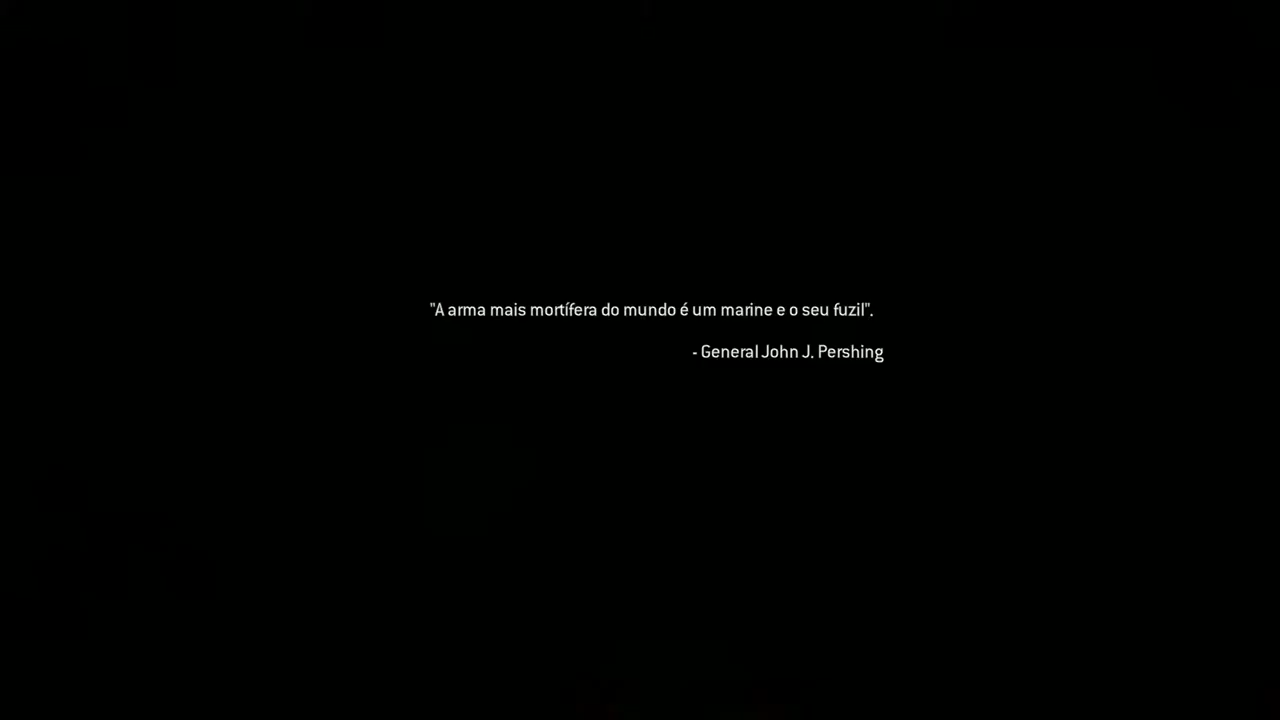 "A arma mais mortífera do mundo é um marine e o seu fuzil".
- General John J. Pershing